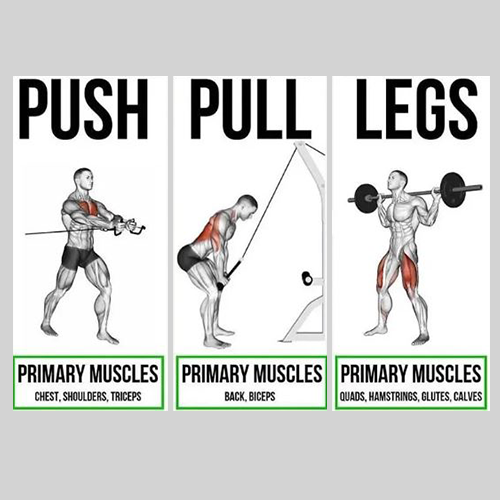 PUSH
PRIMARY MUSCLES
CHEST, SHOULDERS, TRICEPS
PULL
PRIMARY MUSCLES
BACK, BICEPS
LEGS
PRIMARY MUSCLES
QUADS, HAMSTRINGS, GLUTES, CALVES